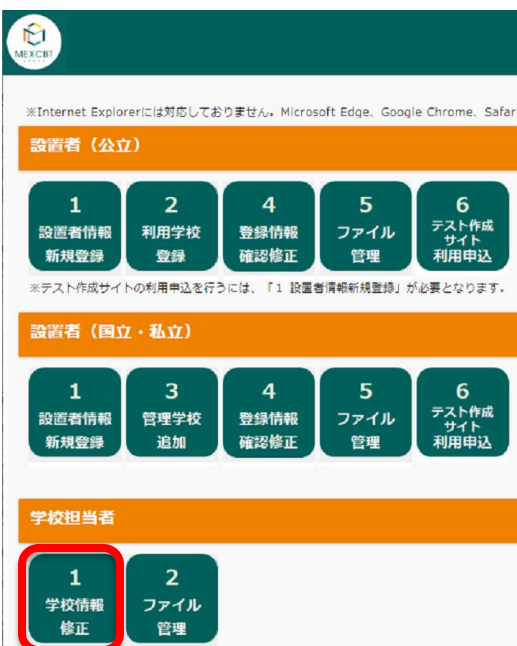 MEXCBT
※Internet Explorerには対応しておりません。Microsoft Edge、Google Chrome、Safar
設置者（公立）
1
設置者情報
新規登録
2
利用学校
登録
4
登録情報
確認修正
5
ファイル
管理
6
テスト作成
サイト
利用申込
※テスト作成サイトの利用申込を行うには、「1 設置者情報新規登録」が必要となります。
設置者（国立・私立）
1
設置者情報
新規登録
3
管理学校
追加
4
登録情報
確認修正
5
ファイル
管理
6
テスト作成
サイト
利用申込
学校担当者
1
学校情報
修正
2
ファイル
管理